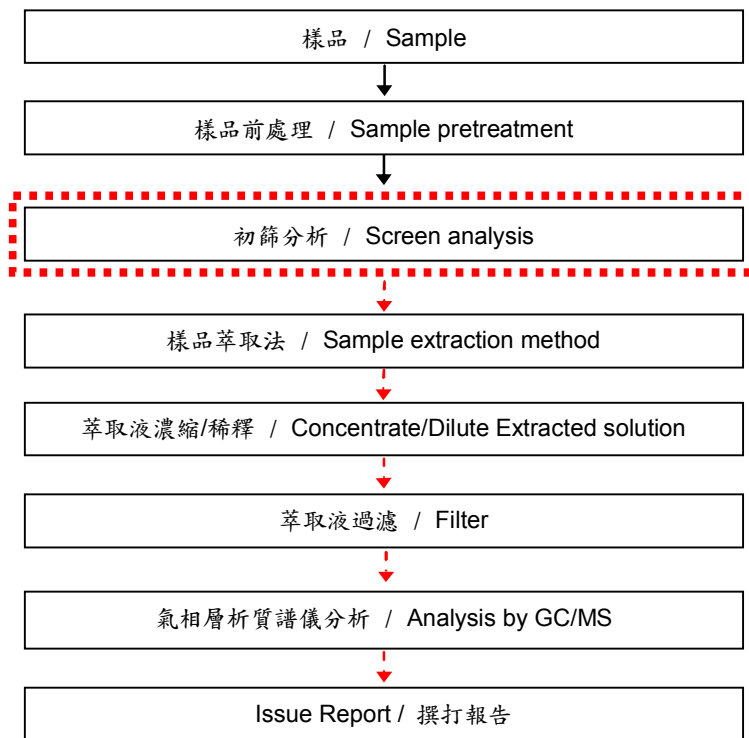 樣品 / Sample
樣品前處理 / Sample pretreatment
初篩分析 / Screen analysis
樣品萃取法 / Sample extraction method
萃取液濃縮/稀釋 / Concentrate/Dilute Extracted solution
萃取液過濾 / Filter
氣相層析質譜儀分析 / Analysis by GC/MS
Issue Report / 撰打報告